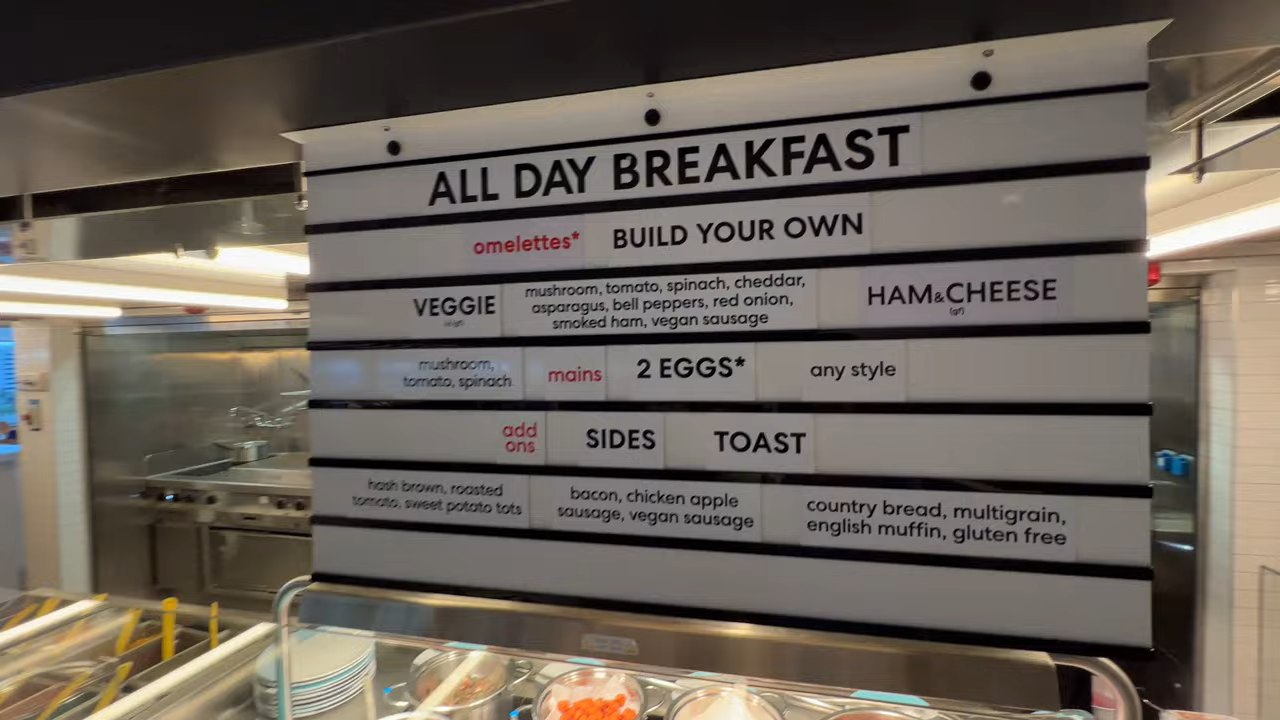 ALL DAY BREAKFAST
omelettes* BUILD YOUR OWN
VEGGIE
mushroom, tomato, spinach, cheddar,
asparagus, bell peppers, red onion,
smoked ham, vegan sausage
HAM&CHEESE
(gf)
mushroom,
tomato, spinach
mains 2 EGGS* any style
add
ons
SIDES TOAST
hash brown, roasted
tomato, sweet potato tots
bacon, chicken apple
sausage, vegan sausage
country bread, multigrain,
english muffin, gluten free